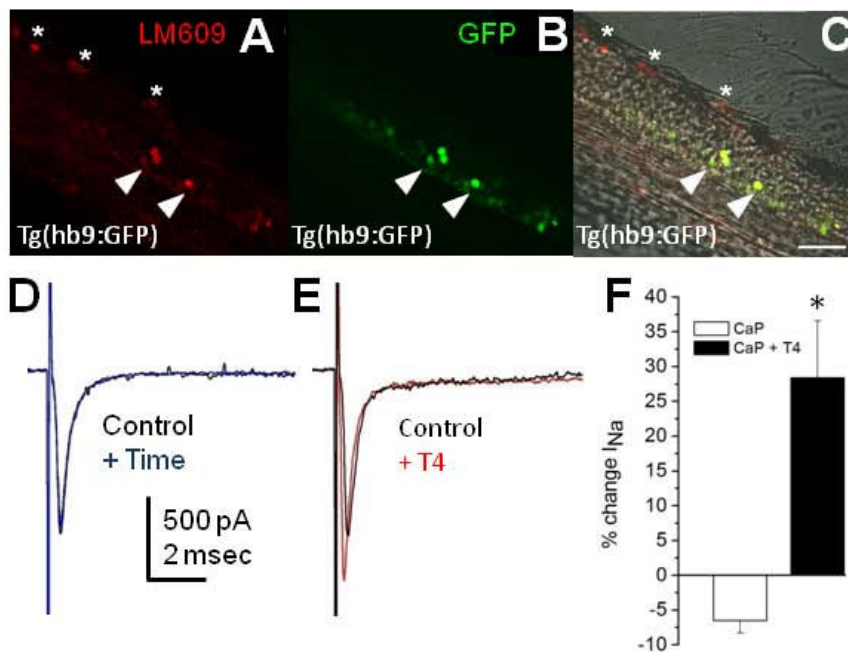 LM609 A
GFP B
C
* * *
* * *
Tg(hb9:GFP)
Tg(hb9:GFP)
Tg(hb9:GFP)
D
Control
+ Time
500 pA
2 msec
E
Control
+ T4
F
% change INa
40
35
30
25
20
15
10
5
0
-5
-10
CaP
CaP + T4
*